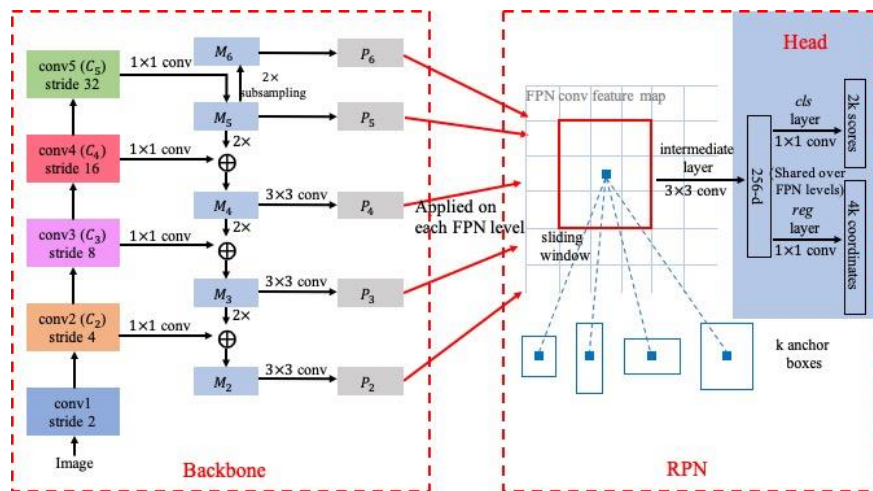 conv5 (C₅)
stride 32
1×1 conv
M₆
P₆
2×
subsampling
M₅
P₅
2×
conv4 (C₄)
stride 16
1×1 conv
⊕
M₄
3×3 conv
P₄
2×
conv3 (C₃)
stride 8
1×1 conv
⊕
M₃
3×3 conv
P₃
2×
conv2 (C₂)
stride 4
1×1 conv
⊕
M₂
3×3 conv
P₂
conv1
stride 2
Image
Backbone
Applied on
each FPN level
FPN conv feature map
sliding
window
intermediate
layer
3×3 conv
k anchor
boxes
RPN
Head
256-d
cls
layer
1×1 conv
2k scores
(Shared over
FPN levels)
reg
layer
1×1 conv
4k coordinates